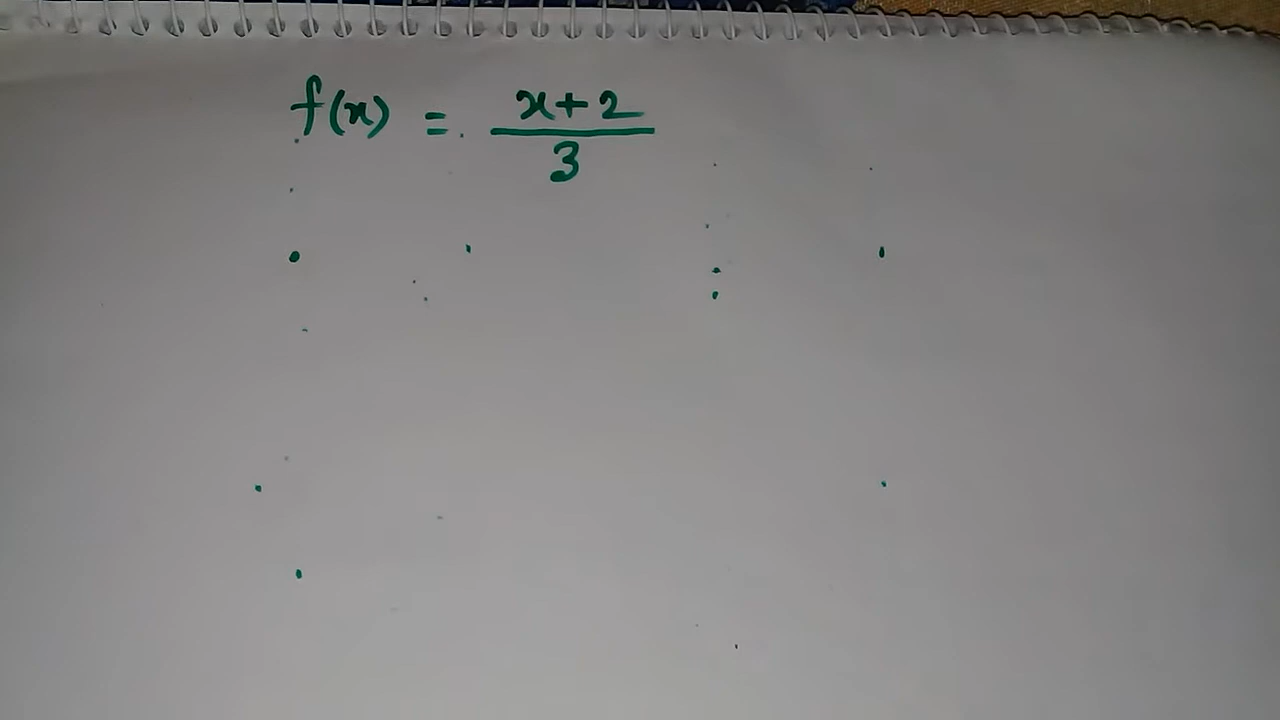 f(x) = x+2
3